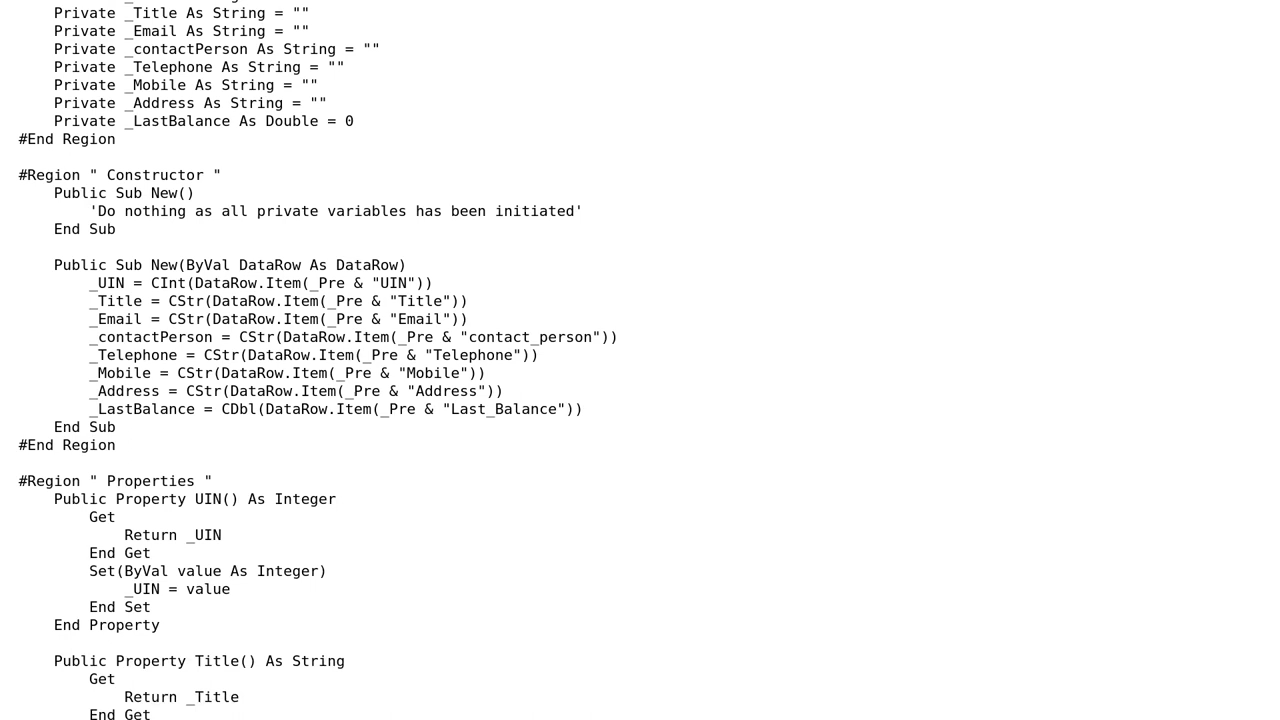 Private _Title As String = ""
    Private _Email As String = ""
    Private _contactPerson As String = ""
    Private _Telephone As String = ""
    Private _Mobile As String = ""
    Private _Address As String = ""
    Private _LastBalance As Double = 0
#End Region

#Region " Constructor "
    Public Sub New()
        'Do nothing as all private variables has been initiated'
    End Sub

    Public Sub New(ByVal DataRow As DataRow)
        _UIN = CInt(DataRow.Item(_Pre & "UIN"))
        _Title = CStr(DataRow.Item(_Pre & "Title"))
        _Email = CStr(DataRow.Item(_Pre & "Email"))
        _contactPerson = CStr(DataRow.Item(_Pre & "contact_person"))
        _Telephone = CStr(DataRow.Item(_Pre & "Telephone"))
        _Mobile = CStr(DataRow.Item(_Pre & "Mobile"))
        _Address = CStr(DataRow.Item(_Pre & "Address"))
        _LastBalance = CDbl(DataRow.Item(_Pre & "Last_Balance"))
    End Sub
#End Region

#Region " Properties "
    Public Property UIN() As Integer
        Get
            Return _UIN
        End Get
        Set(ByVal value As Integer)
            _UIN = value
        End Set
    End Property

    Public Property Title() As String
        Get
            Return _Title
        End Get